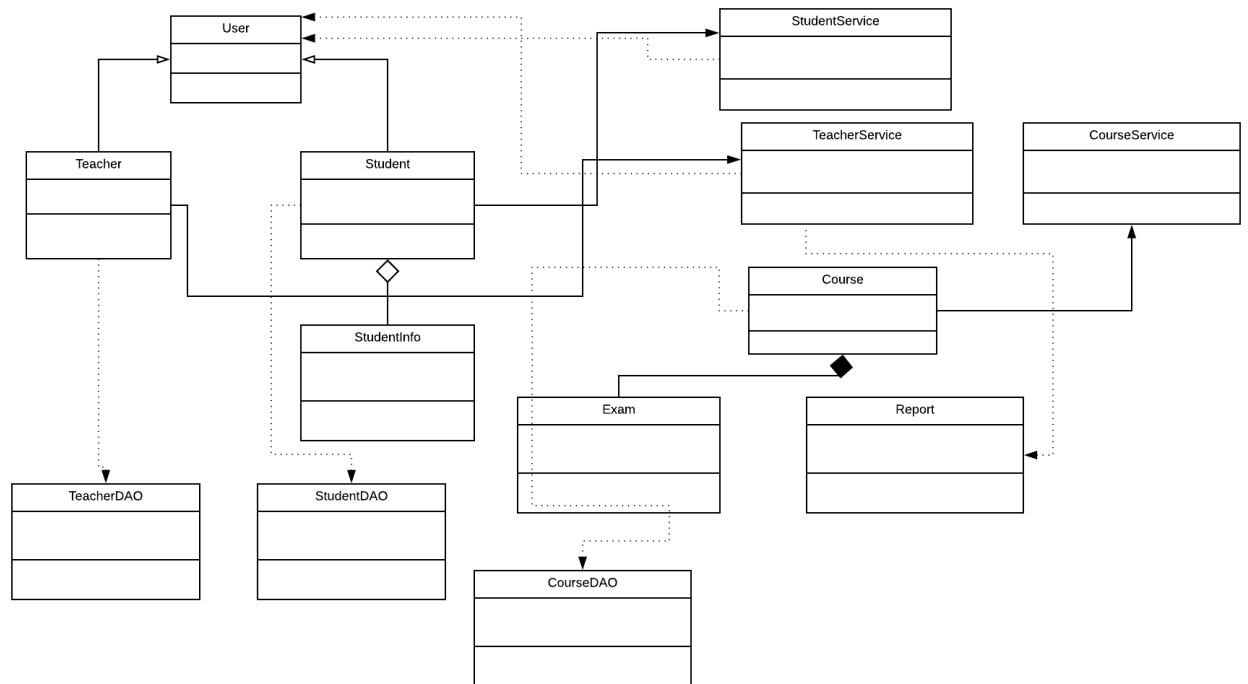 User
StudentService
TeacherService
CourseService
Teacher
Student
Course
StudentInfo
Exam
Report
TeacherDAO
StudentDAO
CourseDAO